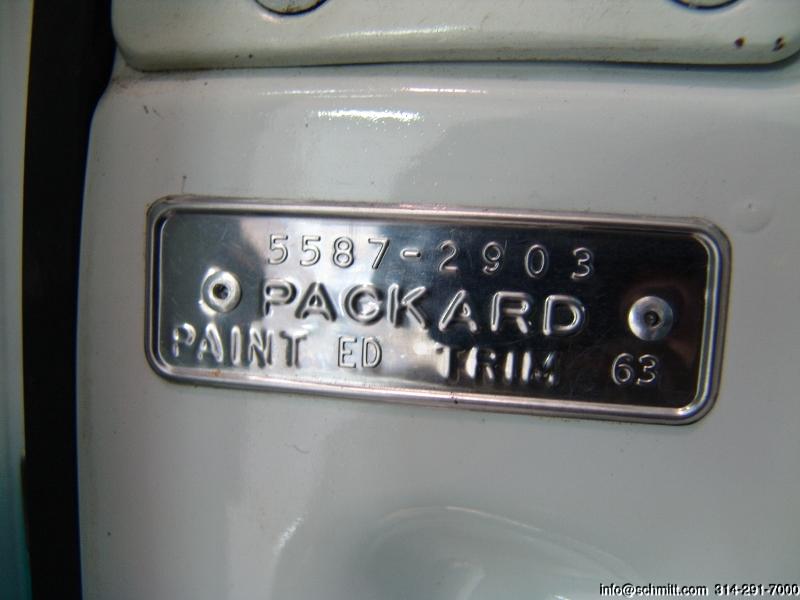 5587-2903
PACKARD
PAINT ED TRIM 63
info@schmitt.com 314-291-7000